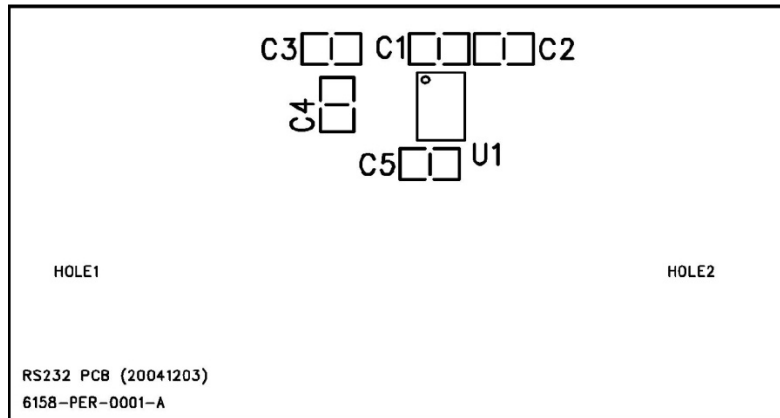 C3 C1 C2
C4
C5 U1
HOLE1 HOLE2
RS232 PCB (20041203)
6158-PER-0001-A